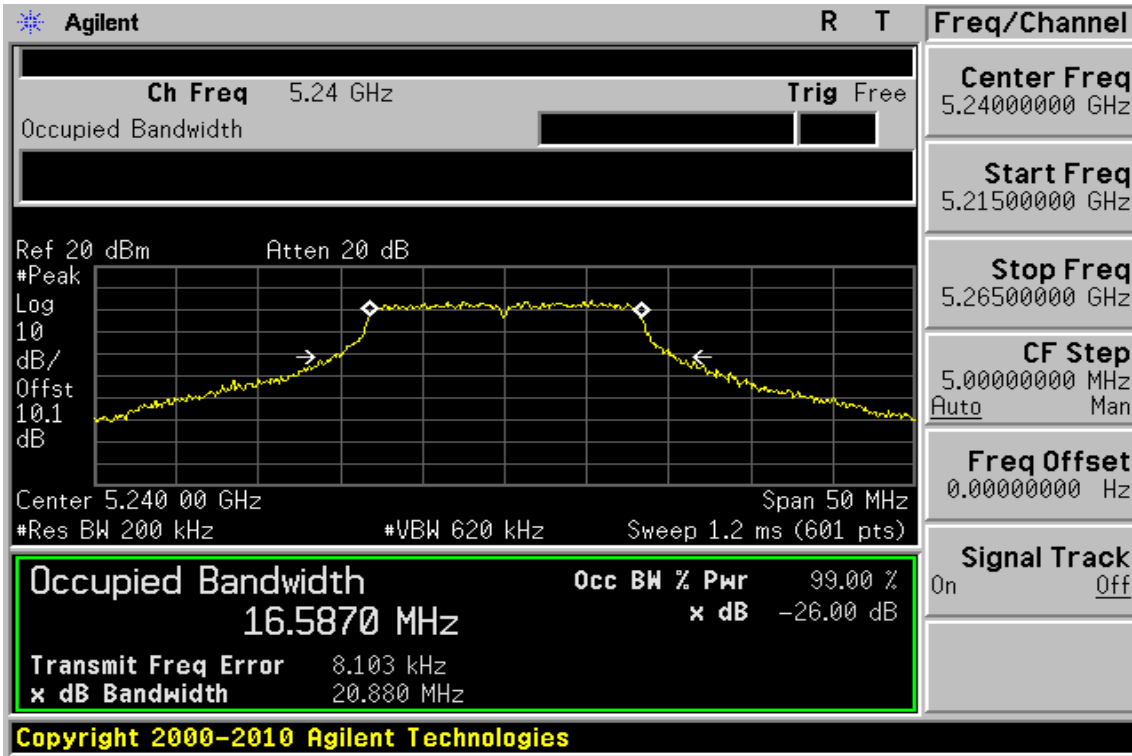 Agilent R T
Ch Freq 5.24 GHz Trig Free
Occupied Bandwidth
Ref 20 dBm Atten 20 dB
#Peak
Log
10
dB/
Offst
10.1
dB
Center 5.240 00 GHz Span 50 MHz
#Res BW 200 kHz #VBW 620 kHz Sweep 1.2 ms (601 pts)
Occupied Bandwidth
16.5870 MHz
Occ BW % Pwr 99.00 %
x dB -26.00 dB
Transmit Freq Error 8.103 kHz
x dB Bandwidth 20.880 MHz
Copyright 2000-2010 Agilent Technologies
Freq/Channel
Center Freq
5.24000000 GHz
Start Freq
5.21500000 GHz
Stop Freq
5.26500000 GHz
CF Step
5.00000000 MHz
Auto Man
Freq Offset
0.00000000 Hz
Signal Track
On Off